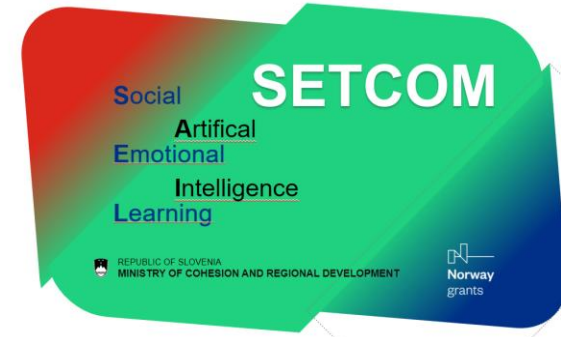 SETCOM
Social
Artifical
Emotional
Intelligence
Learning
REPUBLIC OF SLOVENIA
MINISTRY OF COHESION AND REGIONAL DEVELOPMENT
Norway
grants